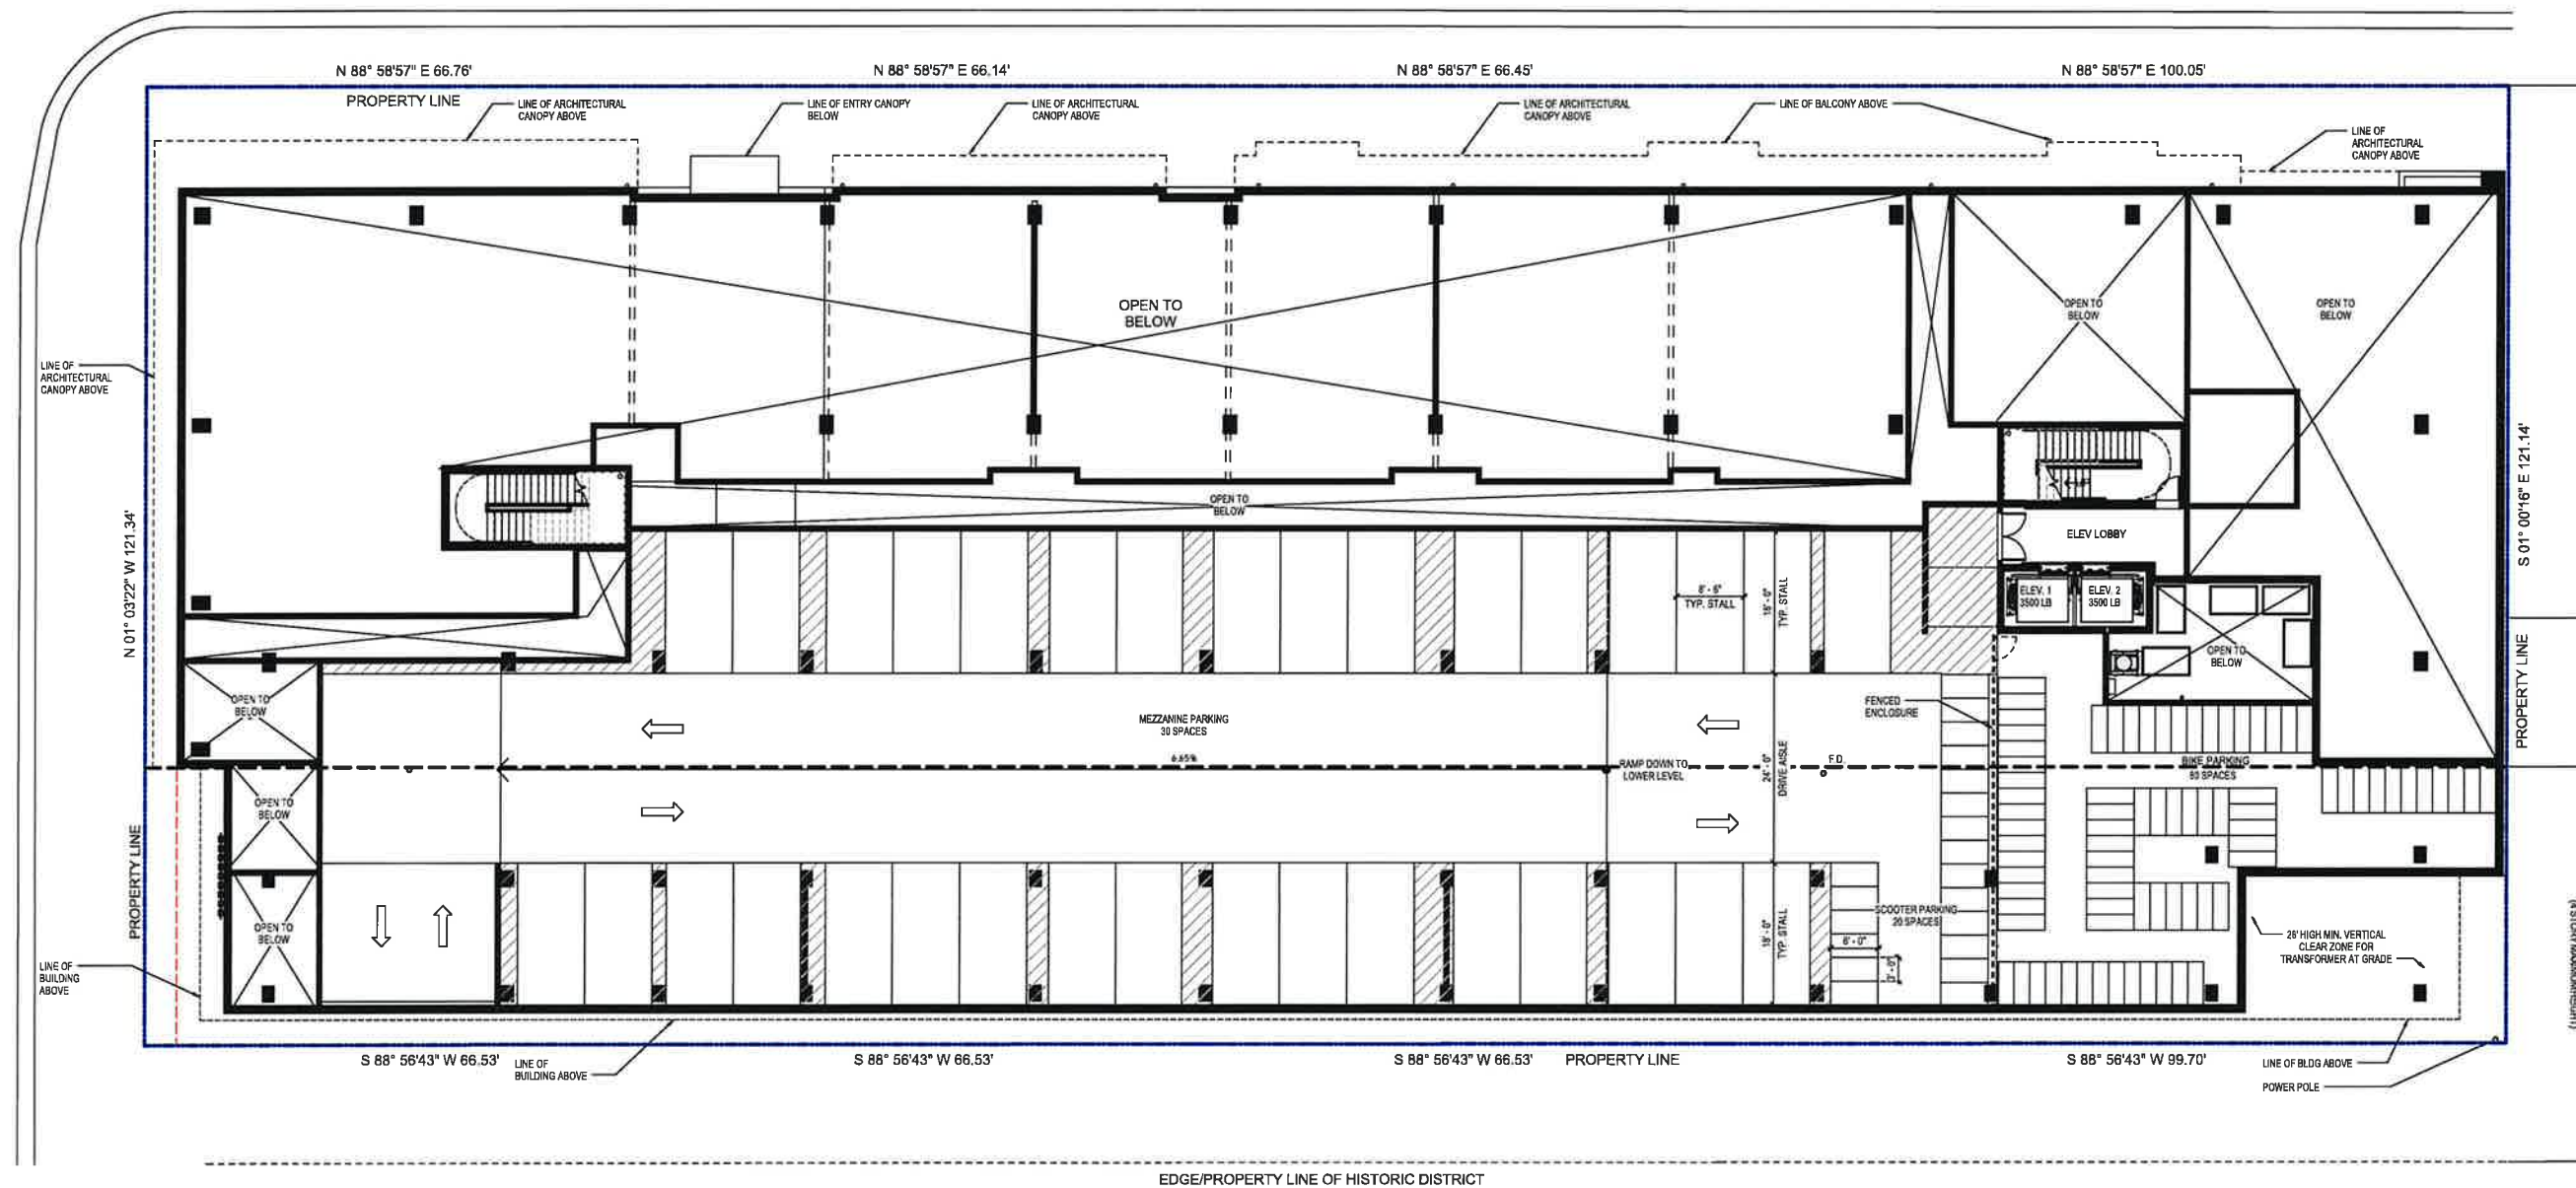 N 88° 58'57" E 66.76'
N 88° 58'57" E 66.14'
N 88° 58'57" E 66.45'
N 88° 58'57" E 100.05'
PROPERTY LINE
LINE OF ARCHITECTURAL
CANOPY ABOVE
LINE OF ENTRY CANOPY
BELOW
LINE OF ARCHITECTURAL
CANOPY ABOVE
LINE OF ARCHITECTURAL
CANOPY ABOVE
LINE OF BALCONY ABOVE
LINE OF
ARCHITECTURAL
CANOPY ABOVE
OPEN TO
BELOW
OPEN TO
BELOW
OPEN TO
BELOW
LINE OF
ARCHITECTURAL
CANOPY ABOVE
S 01° 00'16" E 121.14'
OPEN TO
BELOW
N 01° 03'22" W 121.34'
ELEV LOBBY
ELEV. 1
3500 LB
ELEV. 2
3500 LB
8' - 6"
TYP. STALL
18' - 0"
TYP. STALL
OPEN TO
BELOW
OPEN TO
BELOW
PROPERTY LINE
FENCED
ENCLOSURE
MEZZANINE PARKING
30 SPACES
6.65%
RAMP DOWN TO
LOWER LEVEL
24' - 0"
DRIVE AISLE
F.D.
BIKE PARKING
80 SPACES
OPEN TO
BELOW
PROPERTY LINE
OPEN TO
BELOW
SCOOTER PARKING
20 SPACES
18' - 0"
TYP. STALL
6' - 0"
3' - 0"
26' HIGH MIN. VERTICAL
CLEAR ZONE FOR
TRANSFORMER AT GRADE
LINE OF
BUILDING
ABOVE
S 88° 56'43" W 66.53'
LINE OF
BUILDING ABOVE
S 88° 56'43" W 66.53'
S 88° 56'43" W 66.53'
PROPERTY LINE
S 88° 56'43" W 99.70'
LINE OF BLDG ABOVE
POWER POLE
EDGE/PROPERTY LINE OF HISTORIC DISTRICT